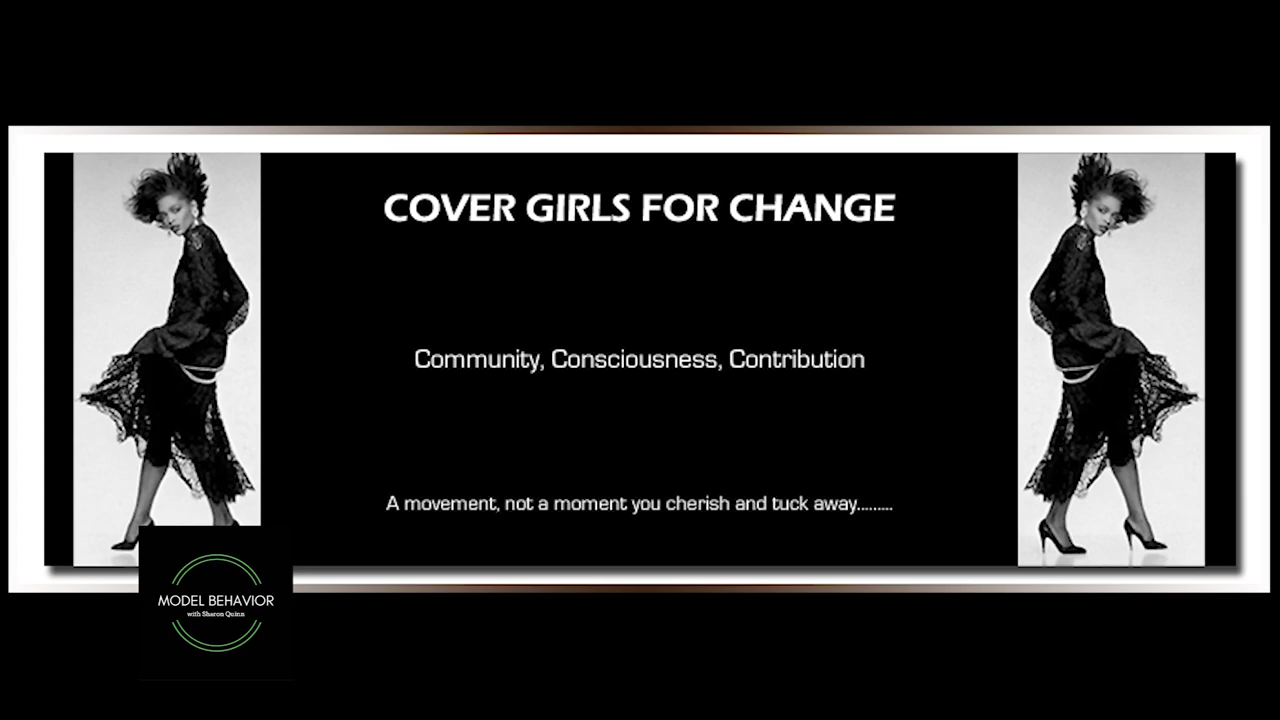 COVER GIRLS FOR CHANGE
Community, Consciousness, Contribution
A movement, not a moment you cherish and tuck away.........
MODEL BEHAVIOR
with Sharon Quinn